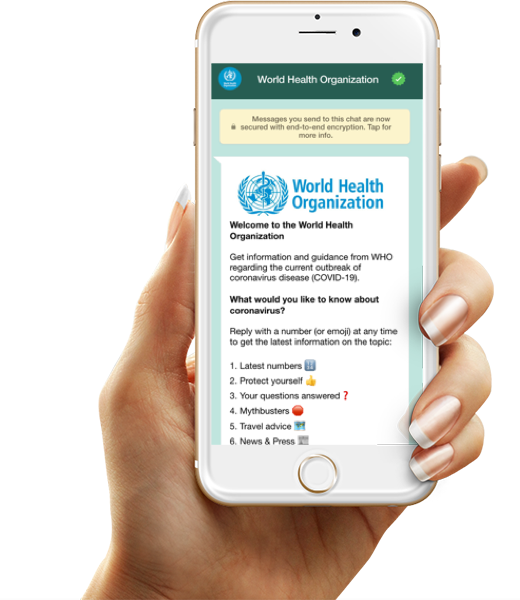 World Health Organization
Messages you send to this chat are now
secured with end-to-end encryption. Tap for
more info.
World Health
Organization
Welcome to the World Health
Organization
Get information and guidance from WHO
regarding the current outbreak of
coronavirus disease (COVID-19).
What would you like to know about
coronavirus?
Reply with a number (or emoji) at any time
to get the latest information on the topic:
1. Latest numbers 🔢
2. Protect yourself 👍
3. Your questions answered ❓
4. Mythbusters 🔴
5. Travel advice 🗺️
6. News & Press 📰